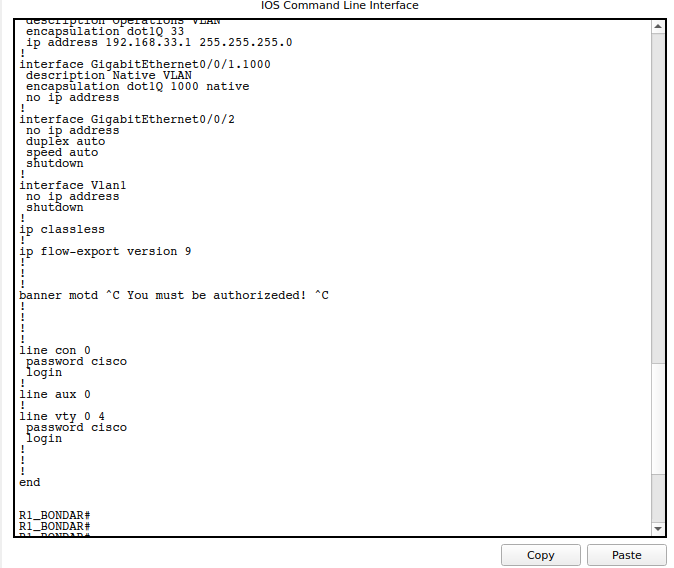 IOS Command Line Interface
description Operations VLAN
encapsulation dot1Q 33
ip address 192.168.33.1 255.255.255.0
!
interface GigabitEthernet0/0/1.1000
description Native VLAN
encapsulation dot1Q 1000 native
no ip address
!
interface GigabitEthernet0/0/2
no ip address
duplex auto
speed auto
shutdown
!
interface Vlan1
no ip address
shutdown
!
ip classless
!
ip flow-export version 9
!
!
!
banner motd ^C You must be authorizeded! ^C
!
!
!
!
line con 0
password cisco
login
!
line aux 0
!
line vty 0 4
password cisco
login
!
!
!
end
R1_BONDAR#
R1_BONDAR#
R1_BONDAR#
Copy
Paste